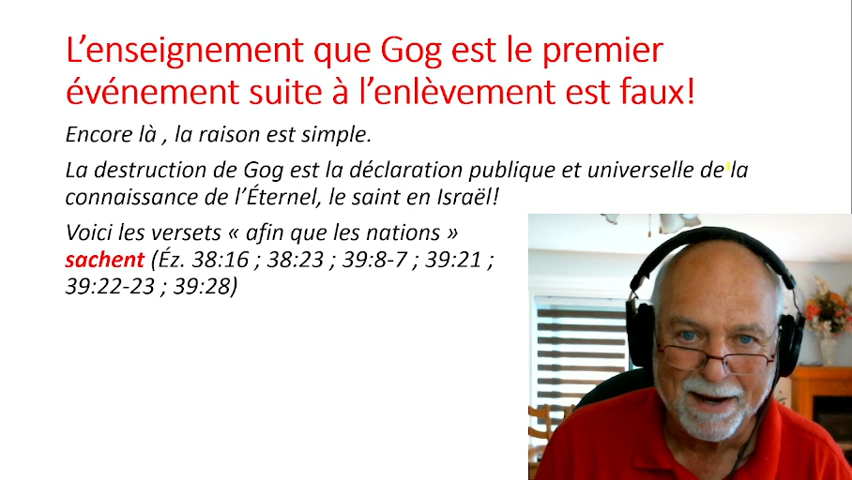 L’enseignement que Gog est le premier
événement suite à l’enlèvement est faux!
Encore là , la raison est simple.
La destruction de Gog est la déclaration publique et universelle de la
connaissance de l’Éternel, le saint en Israël!
Voici les versets « afin que les nations »
sachent (Éz. 38:16 ; 38:23 ; 39:8-7 ; 39:21 ;
39:22-23 ; 39:28)